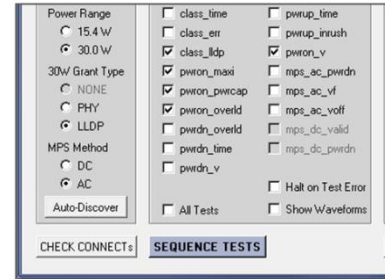 Power Range
15.4 W
30.0 W
30W Grant Type
NONE
PHY
LLDP
MPS Method
DC
AC
Auto-Discover
class_time
class_err
class_lldp
pwron_maxi
pwron_pwrcap
pwron_overld
pwrdn_overld
pwrdn_time
pwrdn_v
All Tests
pwrup_time
pwrup_inrush
pwron_v
mps_ac_pwrdn
mps_ac_vf
mps_ac_voff
mps_dc_valid
mps_dc_pwrdn
Halt on Test Error
Show Waveforms
CHECK CONNECTs
SEQUENCE TESTS